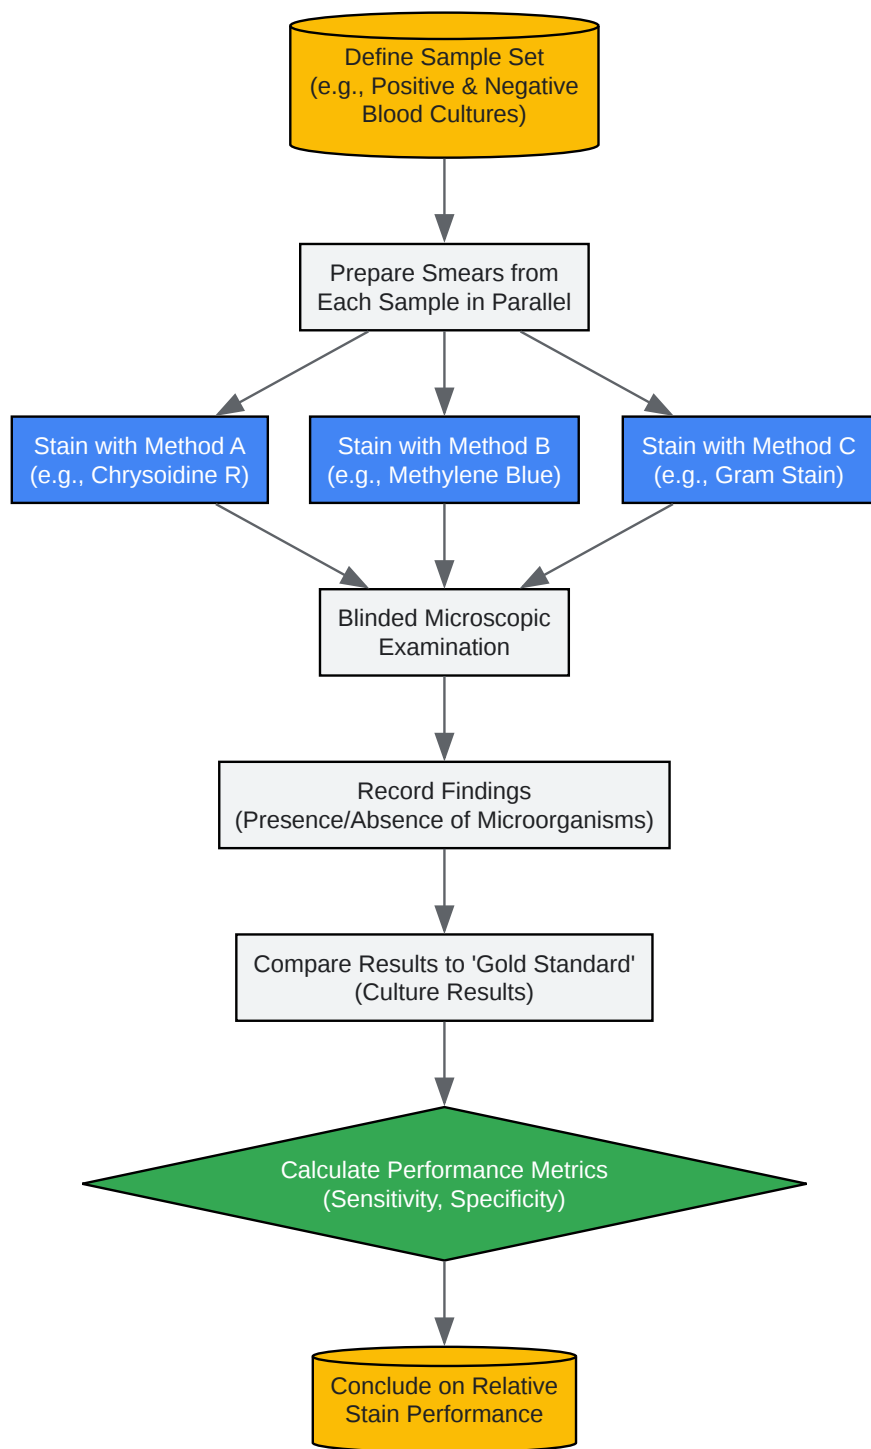 Define Sample Set
(e.g., Positive & Negative
Blood Cultures)
Prepare Smears from
Each Sample in Parallel
Stain with Method A
(e.g., Chrysoidine R)
Stain with Method B
(e.g., Methylene Blue)
Stain with Method C
(e.g., Gram Stain)
Blinded Microscopic
Examination
Record Findings
(Presence/Absence of Microorganisms)
Compare Results to 'Gold Standard'
(Culture Results)
Calculate Performance Metrics
(Sensitivity, Specificity)
Conclude on Relative
Stain Performance